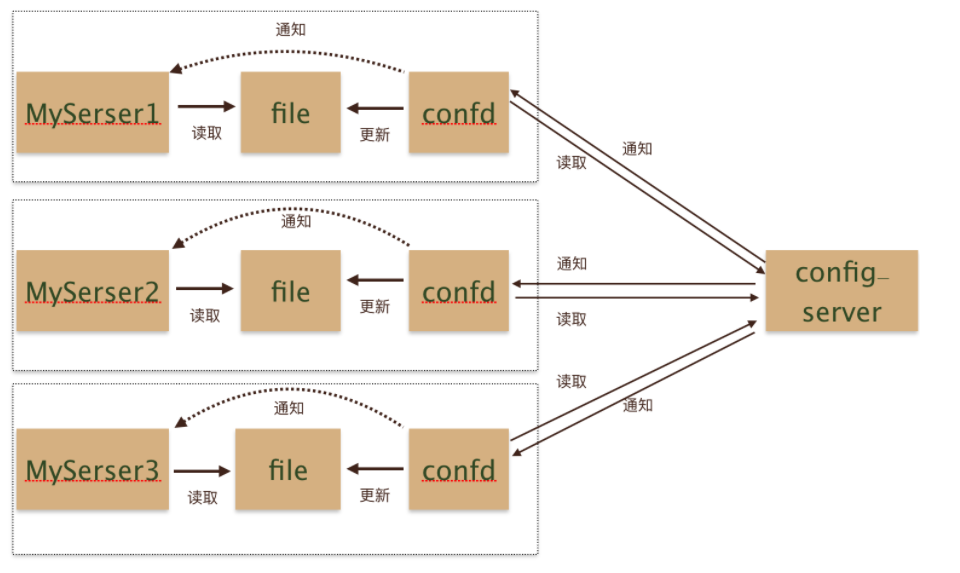 通知
MySerser1
file
confd
读取
更新
通知
读取
通知
MySerser2
file
confd
读取
更新
通知
读取
config_
server
通知
MySerser3
file
confd
读取
更新
读取
通知